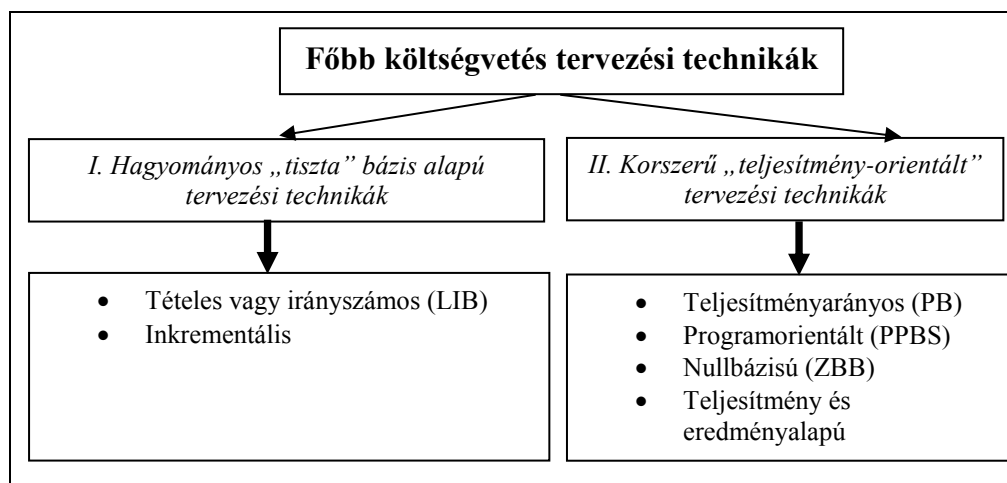 Főbb költségvetés tervezési technikák
I. Hagyományos „tiszta” bázis alapú
tervezési technikák
II. Korszerű „teljesítmény-orientált”
tervezési technikák
• Tételes vagy irányszámos (LIB)
• Inkrementális
• Teljesítményarányos (PB)
• Programorientált (PPBS)
• Nullbázisú (ZBB)
• Teljesítmény és
eredményalapú